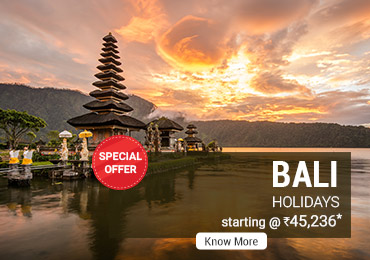 SPECIAL
OFFER
BALI
HOLIDAYS
starting @ ₹45,236*
Know More